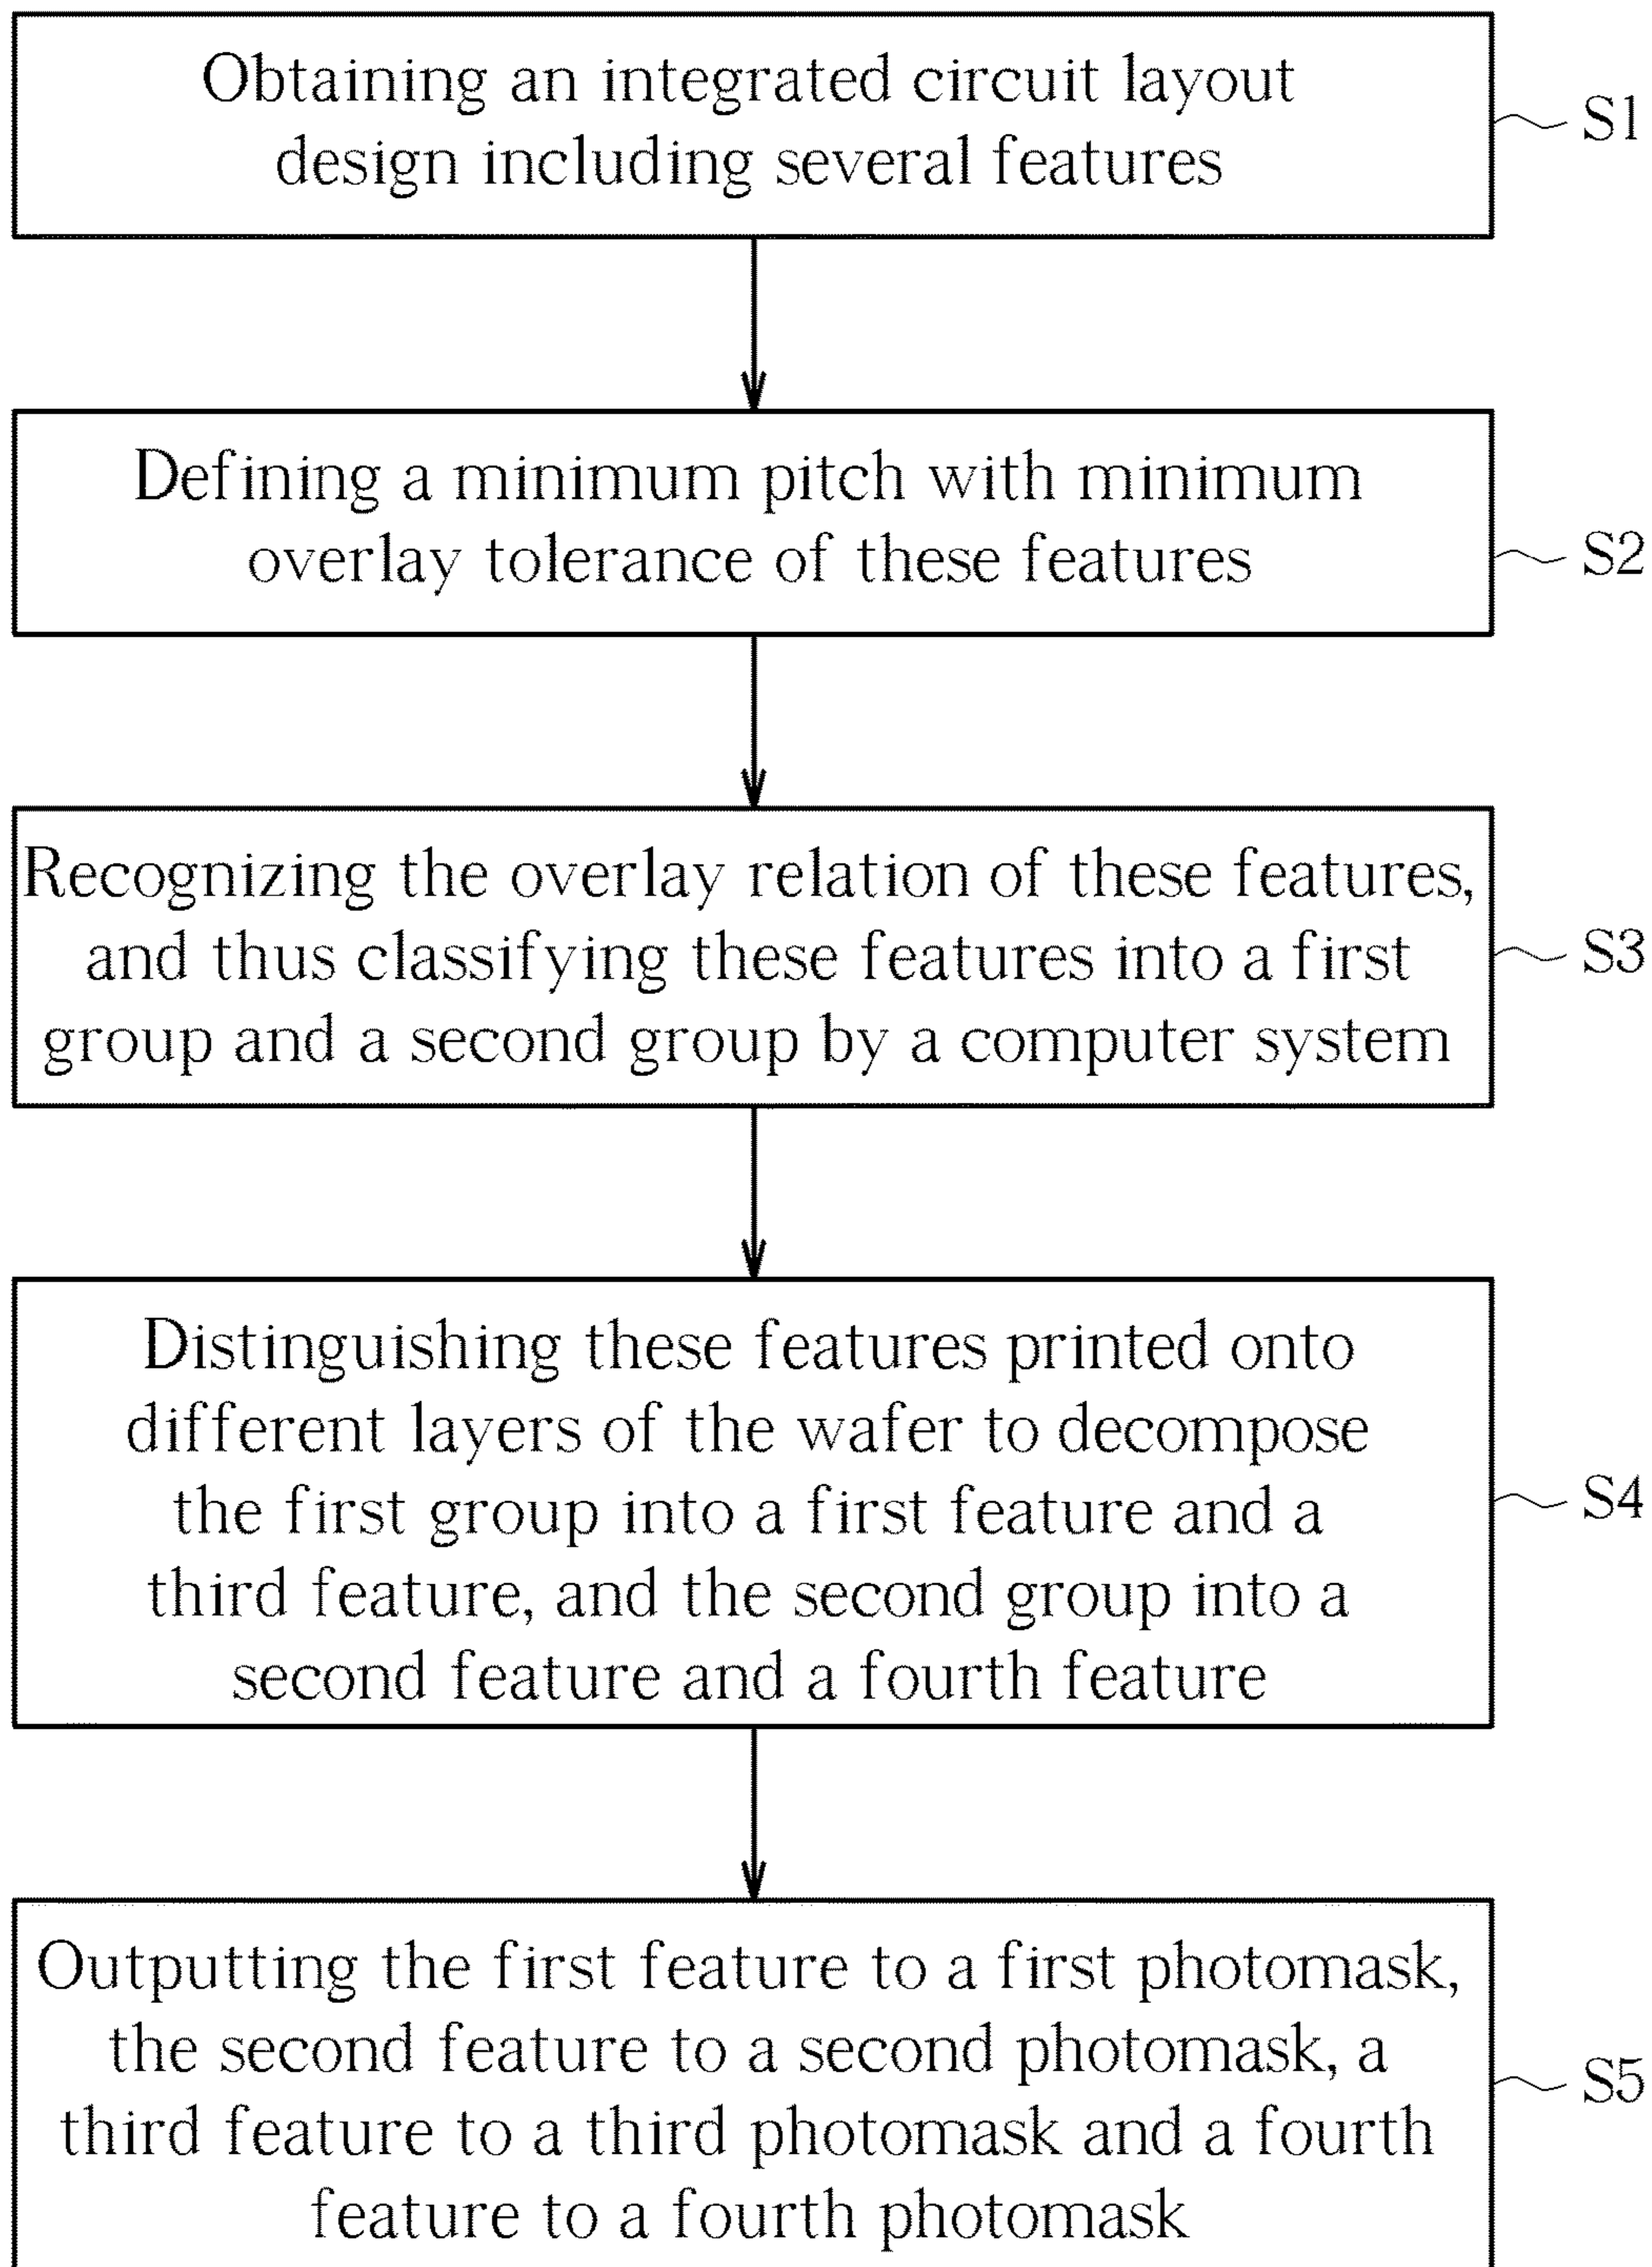 Obtaining an integrated circuit layout
design including several features
S1
Defining a minimum pitch with minimum
overlay tolerance of these features
S2
Recognizing the overlay relation of these features,
and thus classifying these features into a first
group and a second group by a computer system
S3
Distinguishing these features printed onto
different layers of the wafer to decompose
the first group into a first feature and a
third feature, and the second group into a
second feature and a fourth feature
S4
Outputting the first feature to a first photomask,
the second feature to a second photomask, a
third feature to a third photomask and a fourth
feature to a fourth photomask
S5